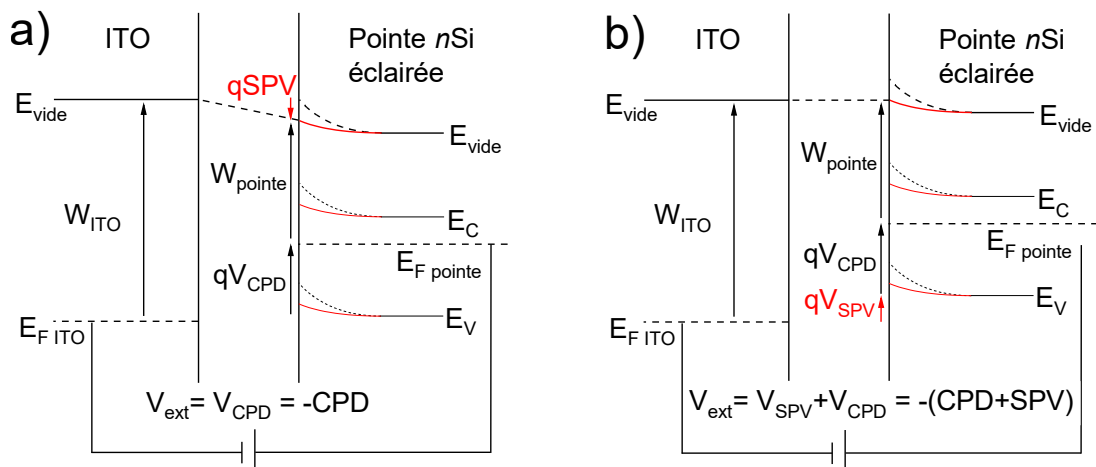 a)
ITO
Pointe nSi
éclairée
qSPV
E_vide
E_vide
W_pointe
W_ITO
E_C
E_F pointe
qV_CPD
E_F ITO
E_V
V_ext= V_CPD = -CPD
b)
ITO
Pointe nSi
éclairée
E_vide
E_vide
W_pointe
W_ITO
E_C
E_F pointe
qV_CPD
qV_SPV
E_V
E_F ITO
V_ext= V_SPV+V_CPD = -(CPD+SPV)